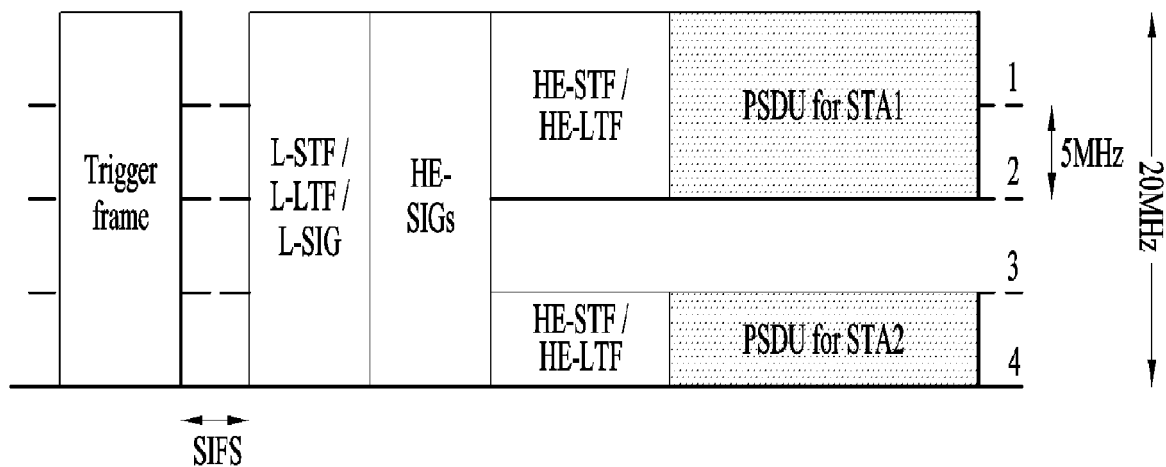 Trigger
frame
SIFS
L-STF /
L-LTF /
L-SIG
HE-
SIGs
HE-STF /
HE-LTF
PSDU for STA1
HE-STF /
HE-LTF
PSDU for STA2
1
2
3
4
5MHz
20MHz